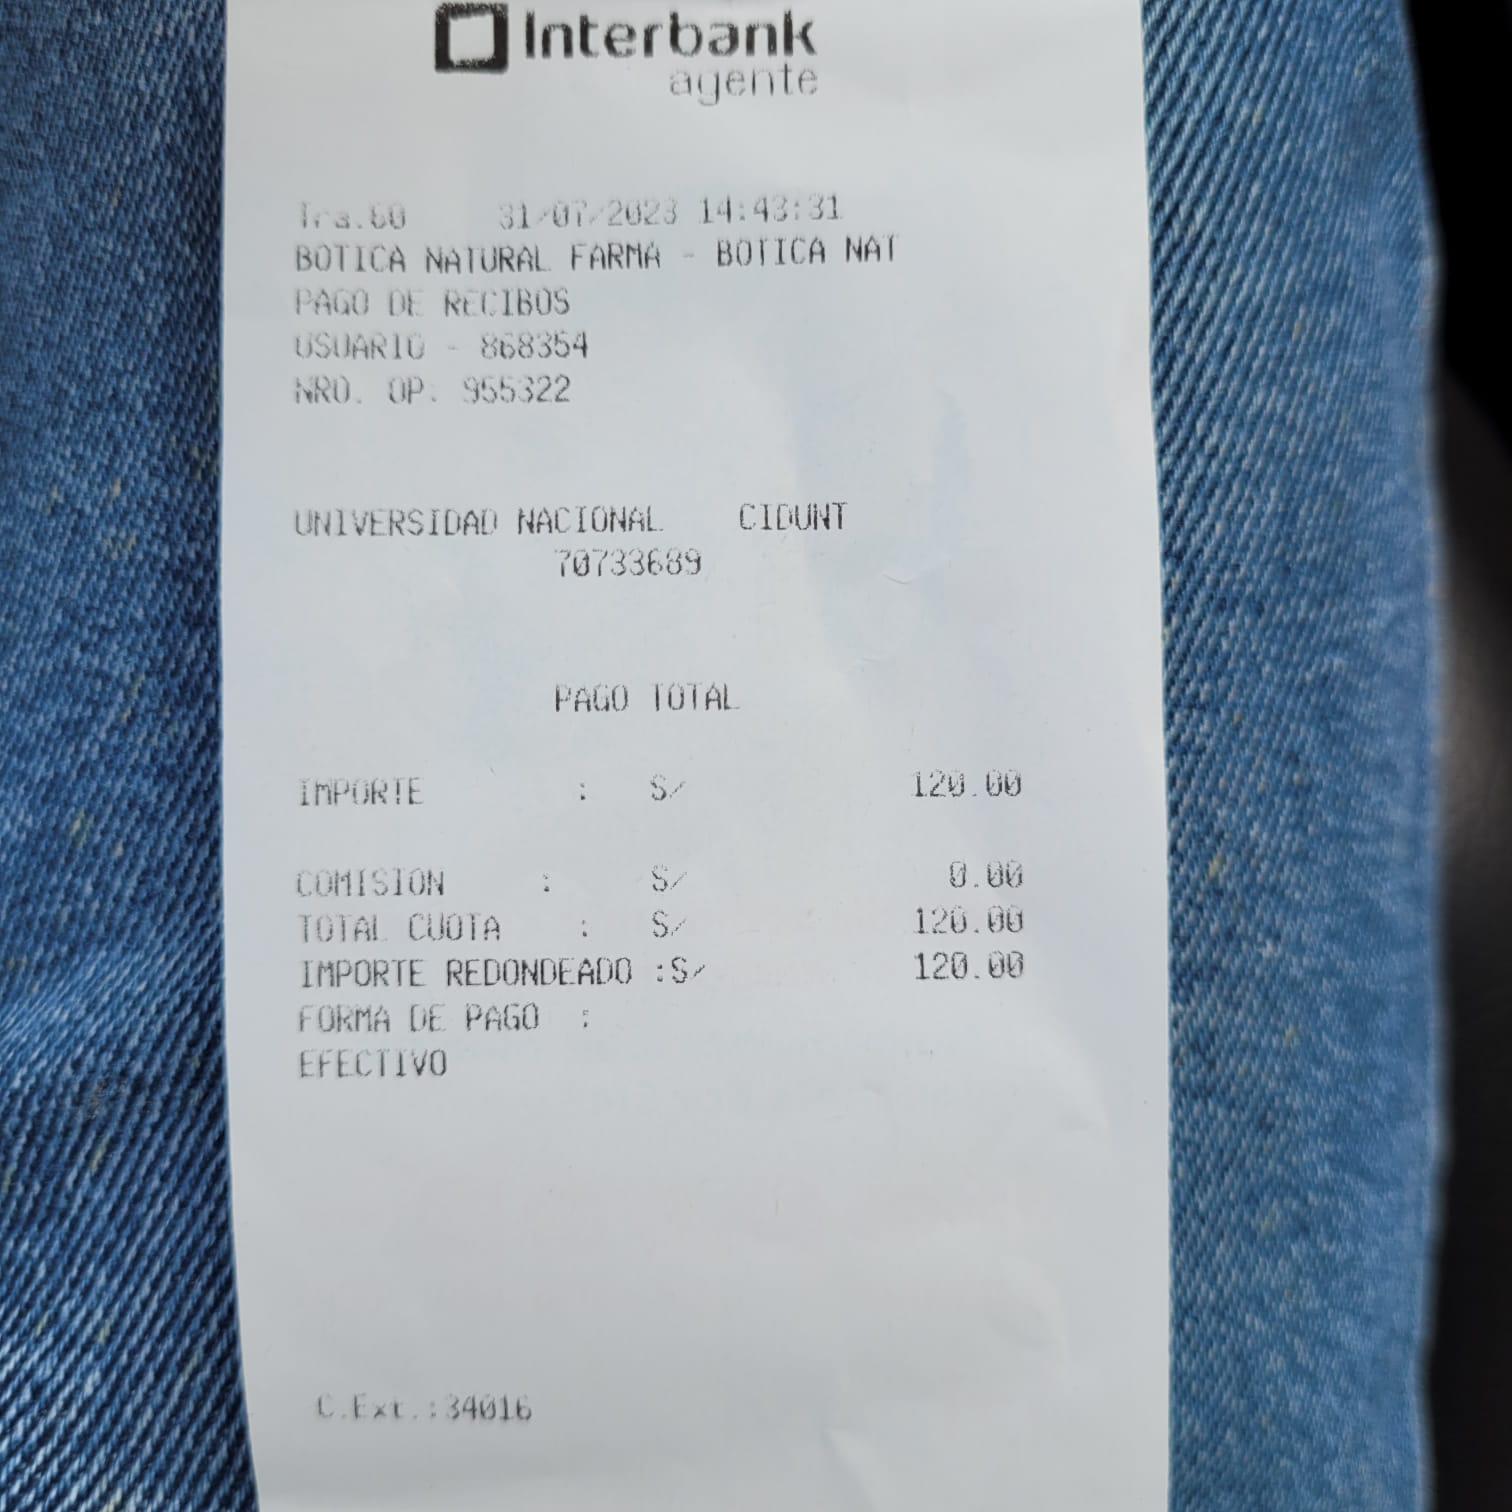 Interbank
agente
Tra.60 31/07/2023 14:43:31
BOTICA NATURAL FARMA - BOTICA NAT
PAGO DE RECIBOS
USUARIO - 868354
NRO. OP. 955322
UNIVERSIDAD NACIONAL CIDUNT
70733689
PAGO TOTAL
IMPORTE : S/ 120.00
COMISION : S/ 0.00
TOTAL CUOTA : S/ 120.00
IMPORTE REDONDEADO :S/ 120.00
FORMA DE PAGO :
EFECTIVO
C.Ext.:34016